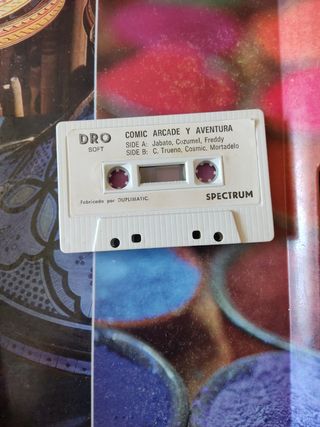 DRO
SOFT
COMIC ARCADE Y AVENTURA
SIDE A: Jabato, Cozumel, Freddy
SIDE B: C. Trueno, Cosmic, Mortadelo
Fabricado por DUPLIMATIC.
SPECTRUM